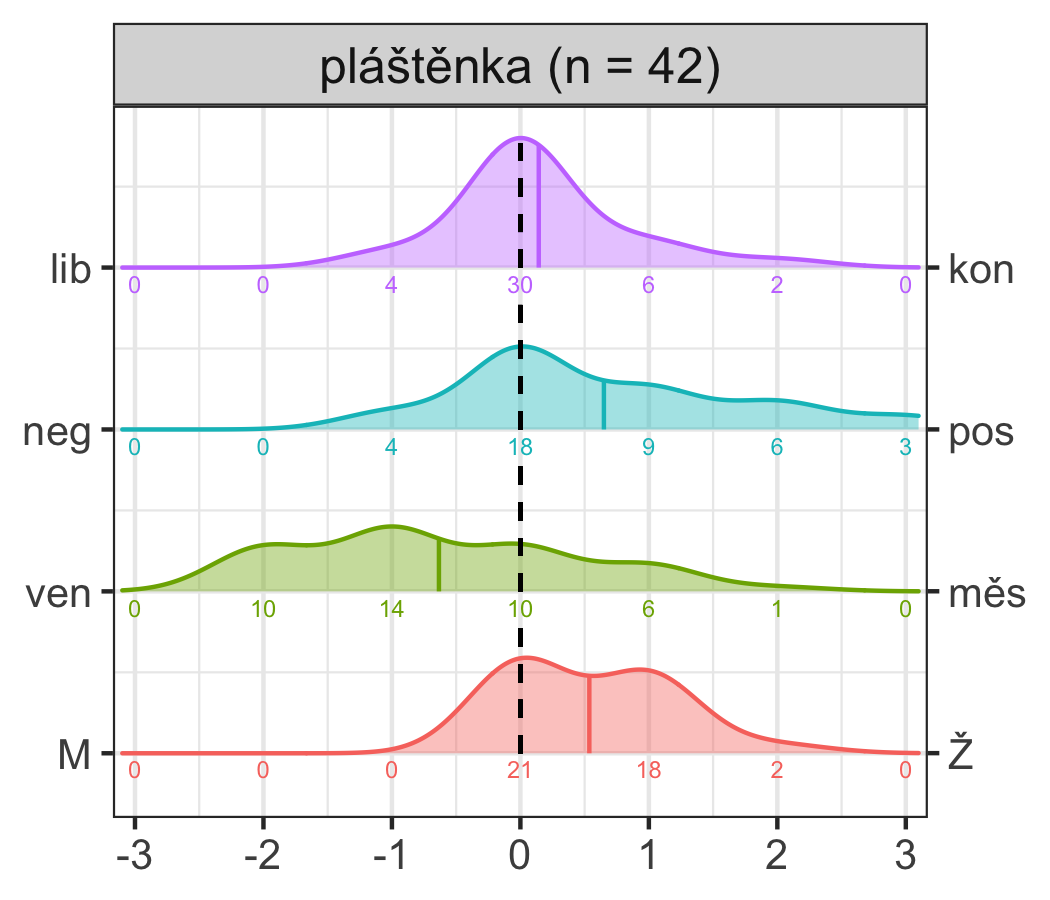 pláštěnka (n = 42)
lib kon
0 0 4 30 6 2 0
neg pos
0 0 4 18 9 6 3
ven měs
0 10 14 10 6 1 0
M Ž
0 0 0 21 18 2 0
-3 -2 -1 0 1 2 3